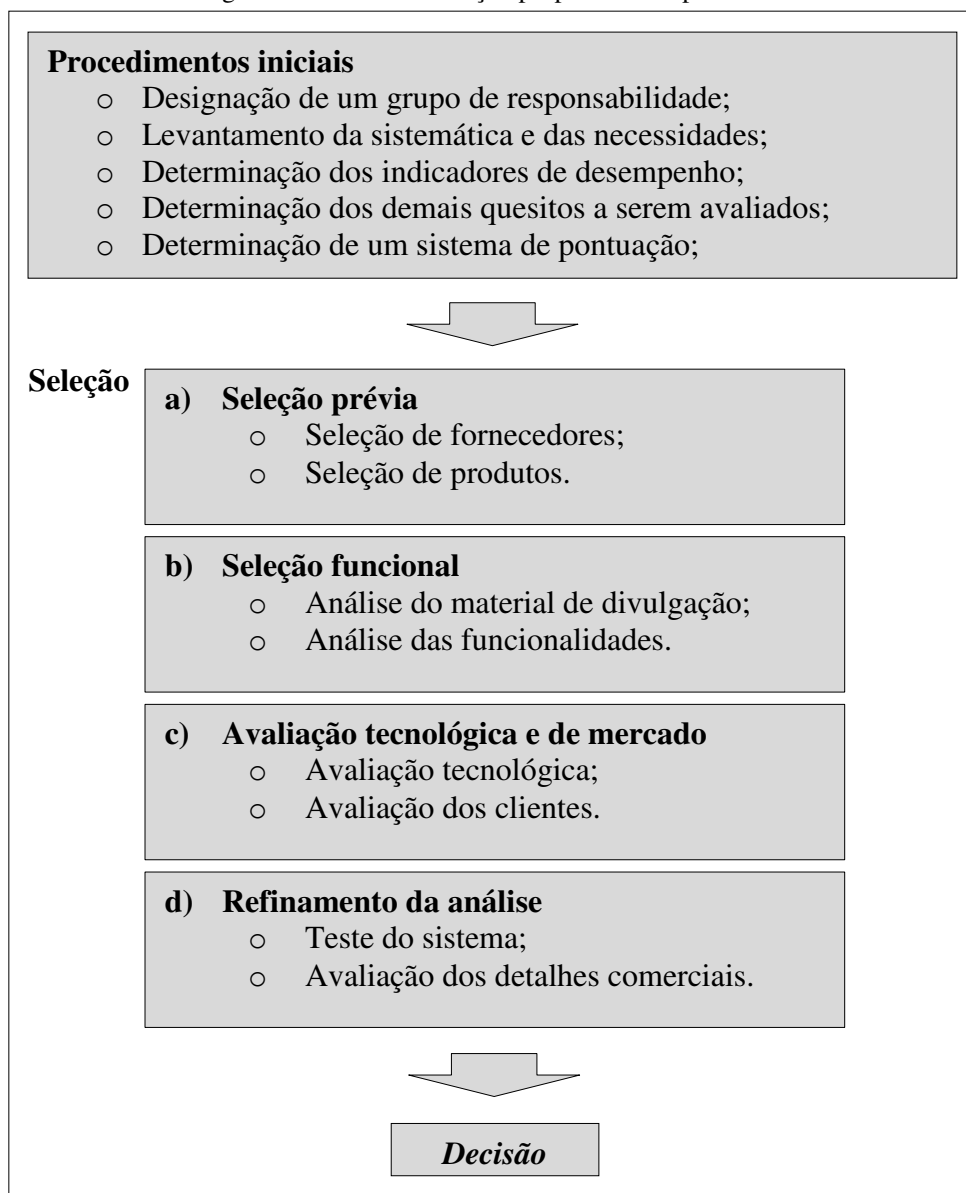 Procedimentos iniciais
o Designação de um grupo de responsabilidade;
o Levantamento da sistemática e das necessidades;
o Determinação dos indicadores de desempenho;
o Determinação dos demais quesitos a serem avaliados;
o Determinação de um sistema de pontuação;
Seleção
a) Seleção prévia
o Seleção de fornecedores;
o Seleção de produtos.
b) Seleção funcional
o Análise do material de divulgação;
o Análise das funcionalidades.
c) Avaliação tecnológica e de mercado
o Avaliação tecnológica;
o Avaliação dos clientes.
d) Refinamento da análise
o Teste do sistema;
o Avaliação dos detalhes comerciais.
Decisão